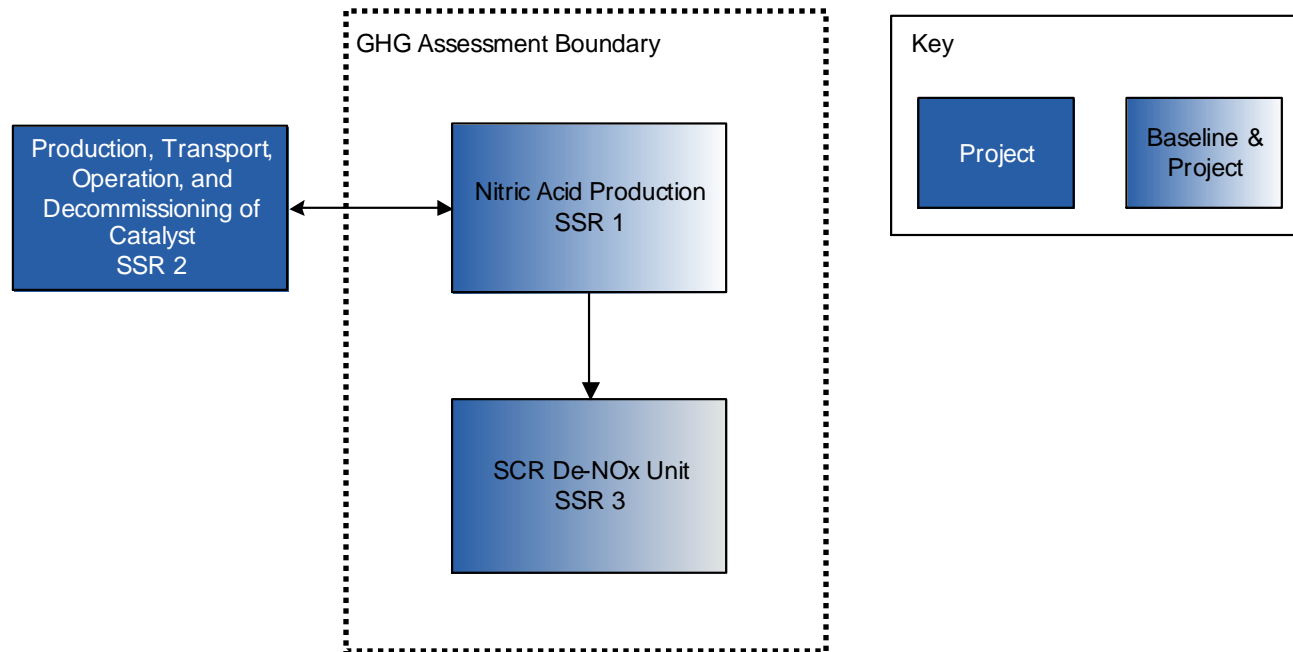 GHG Assessment Boundary
Key
Production, Transport,
Operation, and
Decommissioning of
Catalyst
SSR 2
Nitric Acid Production
SSR 1
Project
Baseline &
Project
SCR De-NOx Unit
SSR 3